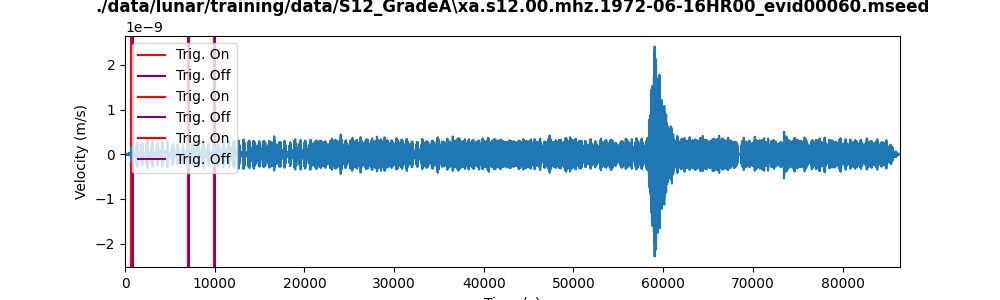 ./data/lunar/training/data/S12_GradeA\xa.s12.00.mhz.1972-06-16HR00_evid00060.mseed
1e−9
Trig. On
Trig. Off
Trig. On
Trig. Off
Trig. On
Trig. Off
2
1
0
−1
−2
Velocity (m/s)
0 10000 20000 30000 40000 50000 60000 70000 80000